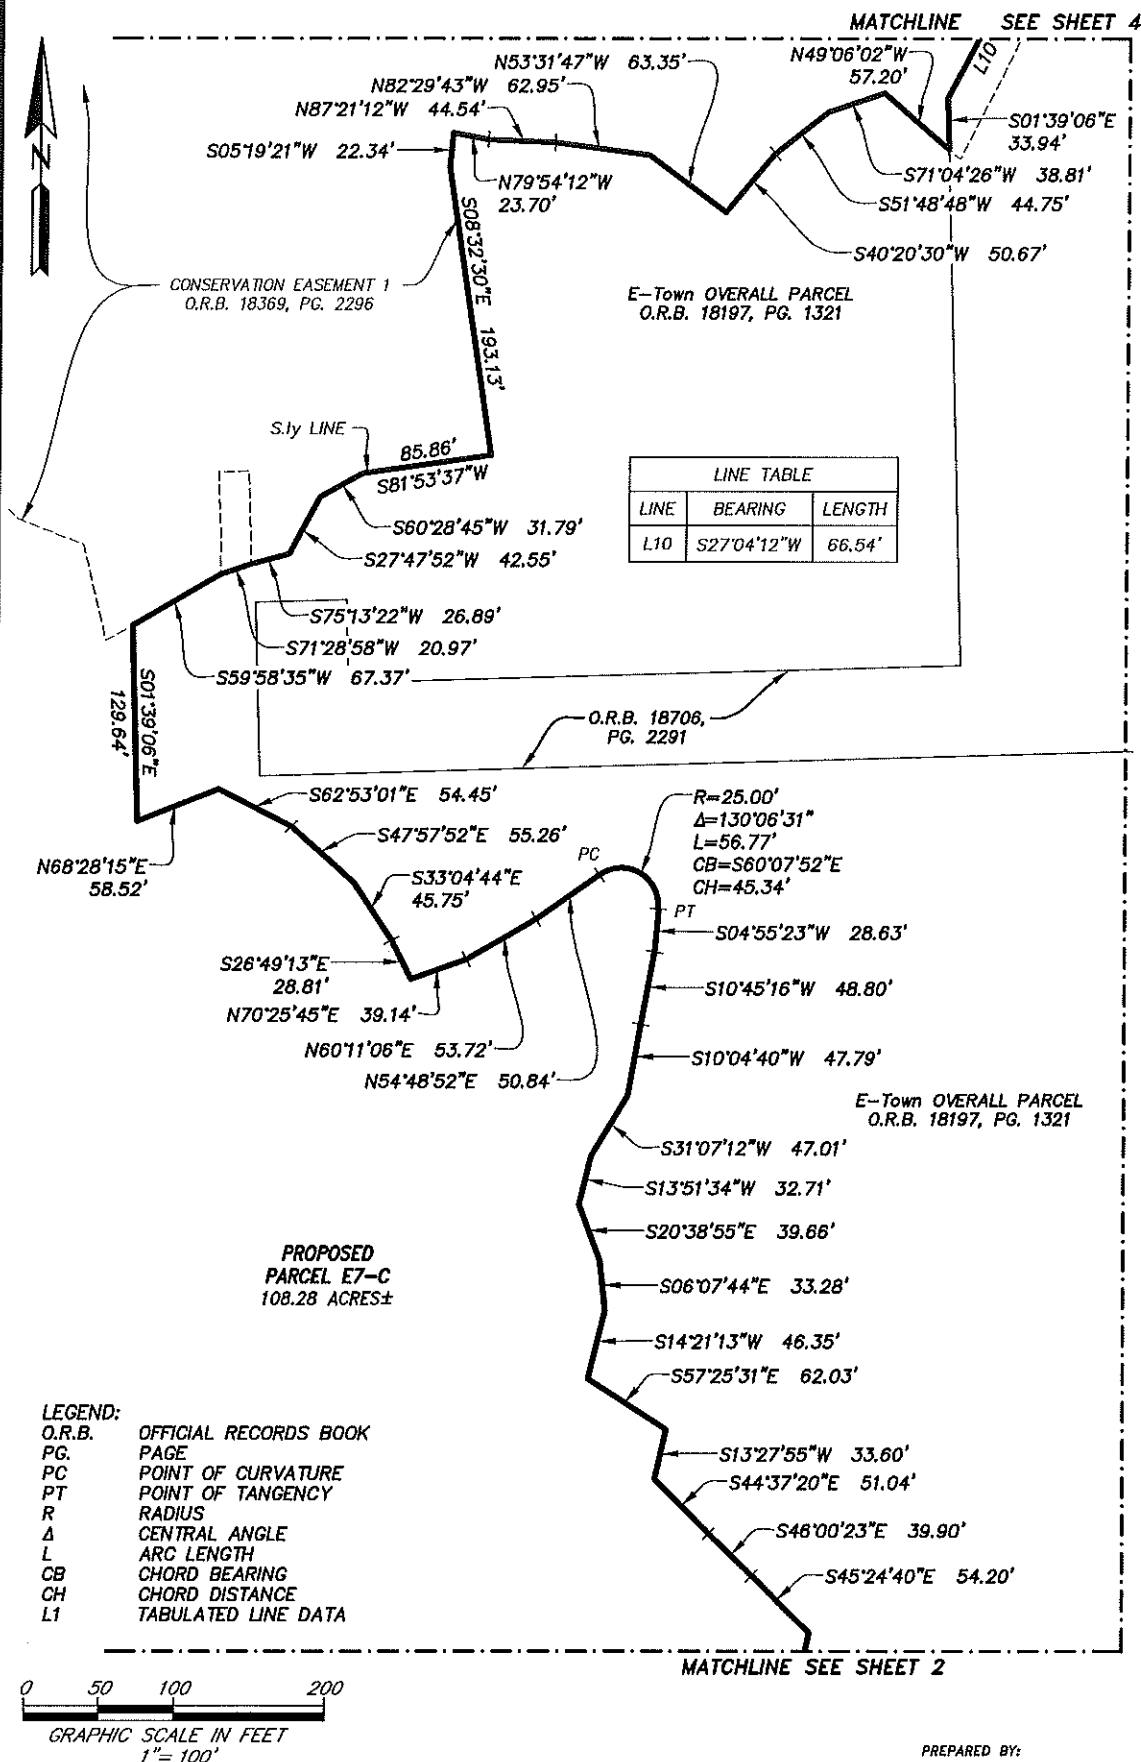 MATCHLINE SEE SHEET 4
N
N53°31'47"W 63.35'
N49°06'02"W
57.20'
L10
N82°29'43"W
62.95'
N87°21'12"W 44.54'
S01°39'06"E
33.94'
S05°19'21"W 22.34'
N79°54'12"W
23.70'
S71°04'26"W 38.81'
S51°48'48"W 44.75'
S40°20'30"W 50.67'
S08°32'30"E 193.13'
CONSERVATION EASEMENT 1
O.R.B. 18369, PG. 2296
E-Town OVERALL PARCEL
O.R.B. 18197, PG. 1321
S.ly LINE
85.86'
S81°53'37"W
LINE TABLE
LINE BEARING LENGTH
L10 S27°04'12"W 66.54'
S60°28'45"W 31.79'
S27°47'52"W 42.55'
S75°13'22"W 26.89'
S71°28'58"W 20.97'
S59°58'35"W 67.37'
S01°39'06"E
129.64'
O.R.B. 18706,
PG. 2291
S62°53'01"E 54.45'
S47°57'52"E 55.26'
N68°28'15"E
58.52'
S33°04'44"E
45.75'
PC
R=25.00'
Δ=130°06'31"
L=56.77'
CB=S60°07'52"E
CH=45.34'
PT
S04°55'23"W 28.63'
S26°49'13"E
28.81'
S10°45'16"W 48.80'
N70°25'45"E 39.14'
N60°11'06"E 53.72'
S10°04'40"W 47.79'
N54°48'52"E 50.84'
E-Town OVERALL PARCEL
O.R.B. 18197, PG. 1321
S31°07'12"W 47.01'
S13°51'34"W 32.71'
S20°38'55"E 39.66'
PROPOSED
PARCEL E7-C
108.28 ACRES±
S06°07'44"E 33.28'
S14°21'13"W 46.35'
S57°25'31"E 62.03'
S13°27'55"W 33.60'
S44°37'20"E 51.04'
S46°00'23"E 39.90'
S45°24'40"E 54.20'
LEGEND:
O.R.B. OFFICIAL RECORDS BOOK
PG. PAGE
PC POINT OF CURVATURE
PT POINT OF TANGENCY
R RADIUS
Δ CENTRAL ANGLE
L ARC LENGTH
CB CHORD BEARING
CH CHORD DISTANCE
L1 TABULATED LINE DATA
MATCHLINE SEE SHEET 2
0 50 100 200
GRAPHIC SCALE IN FEET
1"= 100'
PREPARED BY: